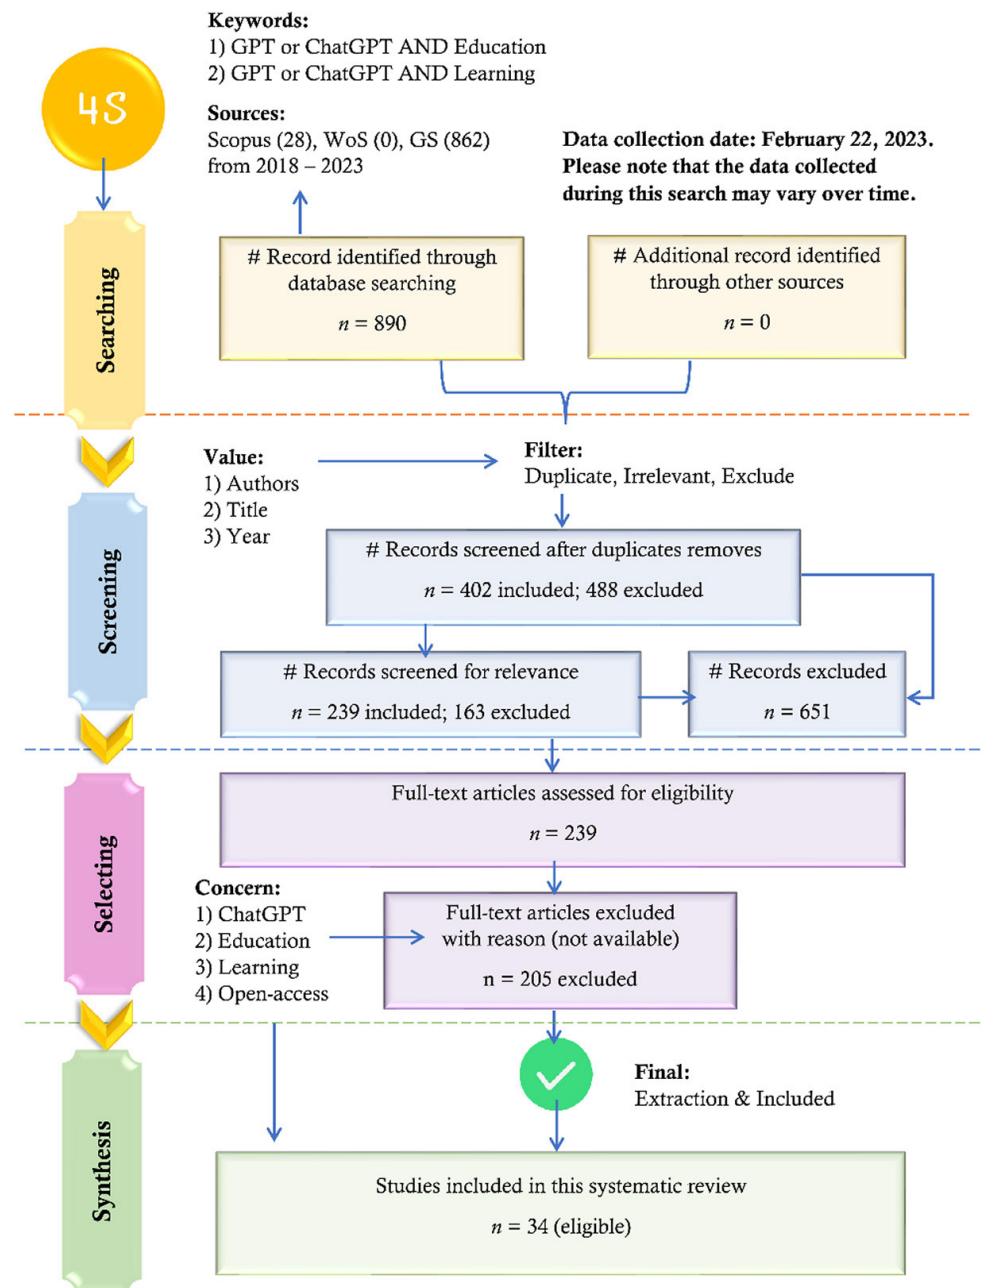 4S
Keywords:
1) GPT or ChatGPT AND Education
2) GPT or ChatGPT AND Learning
Sources:
Scopus (28), WoS (0), GS (862)
from 2018 – 2023
Data collection date: February 22, 2023.
Please note that the data collected
during this search may vary over time.
Searching
# Record identified through
database searching
n = 890
# Additional record identified
through other sources
n = 0
Value:
1) Authors
2) Title
3) Year
Filter:
Duplicate, Irrelevant, Exclude
Screening
# Records screened after duplicates removes
n = 402 included; 488 excluded
# Records screened for relevance
n = 239 included; 163 excluded
# Records excluded
n = 651
Selecting
Full-text articles assessed for eligibility
n = 239
Concern:
1) ChatGPT
2) Education
3) Learning
4) Open-access
Full-text articles excluded
with reason (not available)
n = 205 excluded
Synthesis
Final:
Extraction & Included
Studies included in this systematic review
n = 34 (eligible)